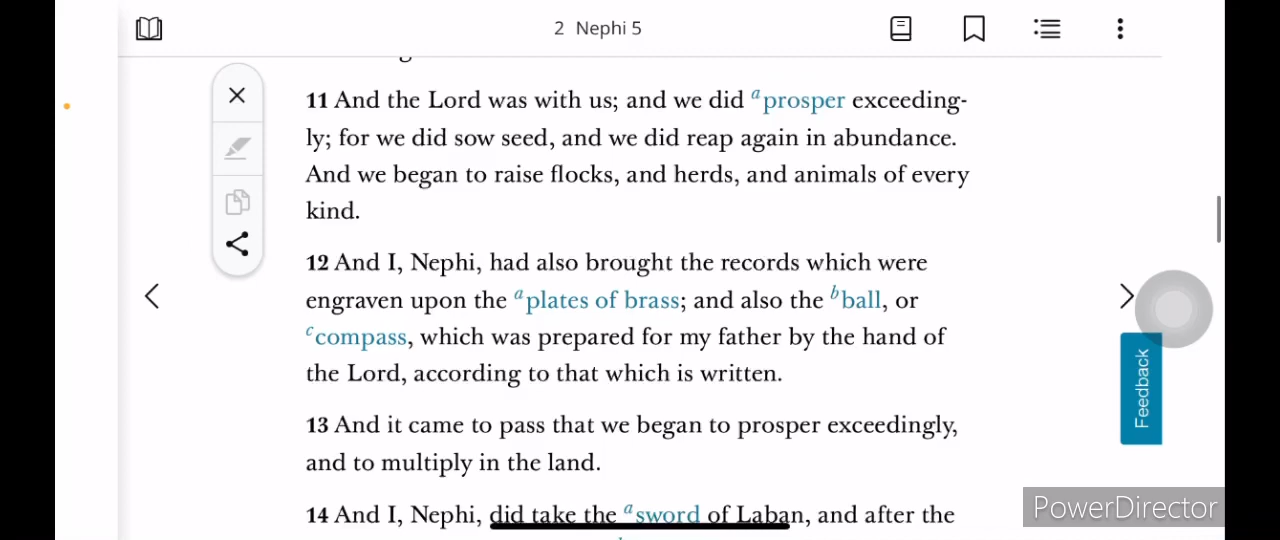 2 Nephi 5
11 And the Lord was with us; and we did a prosper exceeding-
ly; for we did sow seed, and we did reap again in abundance.
And we began to raise flocks, and herds, and animals of every
kind.
12 And I, Nephi, had also brought the records which were
engraven upon the a plates of brass; and also the b ball, or
c compass, which was prepared for my father by the hand of
the Lord, according to that which is written.
13 And it came to pass that we began to prosper exceedingly,
and to multiply in the land.
14 And I, Nephi, did take the a sword of Laban, and after the
Feedback
PowerDirector